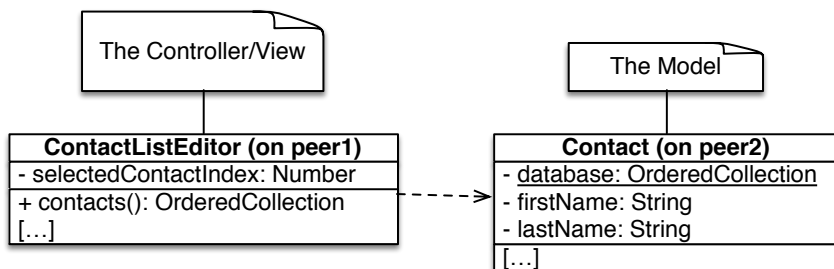 The Controller/View
The Model
ContactListEditor (on peer1)
- selectedContactIndex: Number
+ contacts(): OrderedCollection
[...]
Contact (on peer2)
- database: OrderedCollection
- firstName: String
- lastName: String
[...]